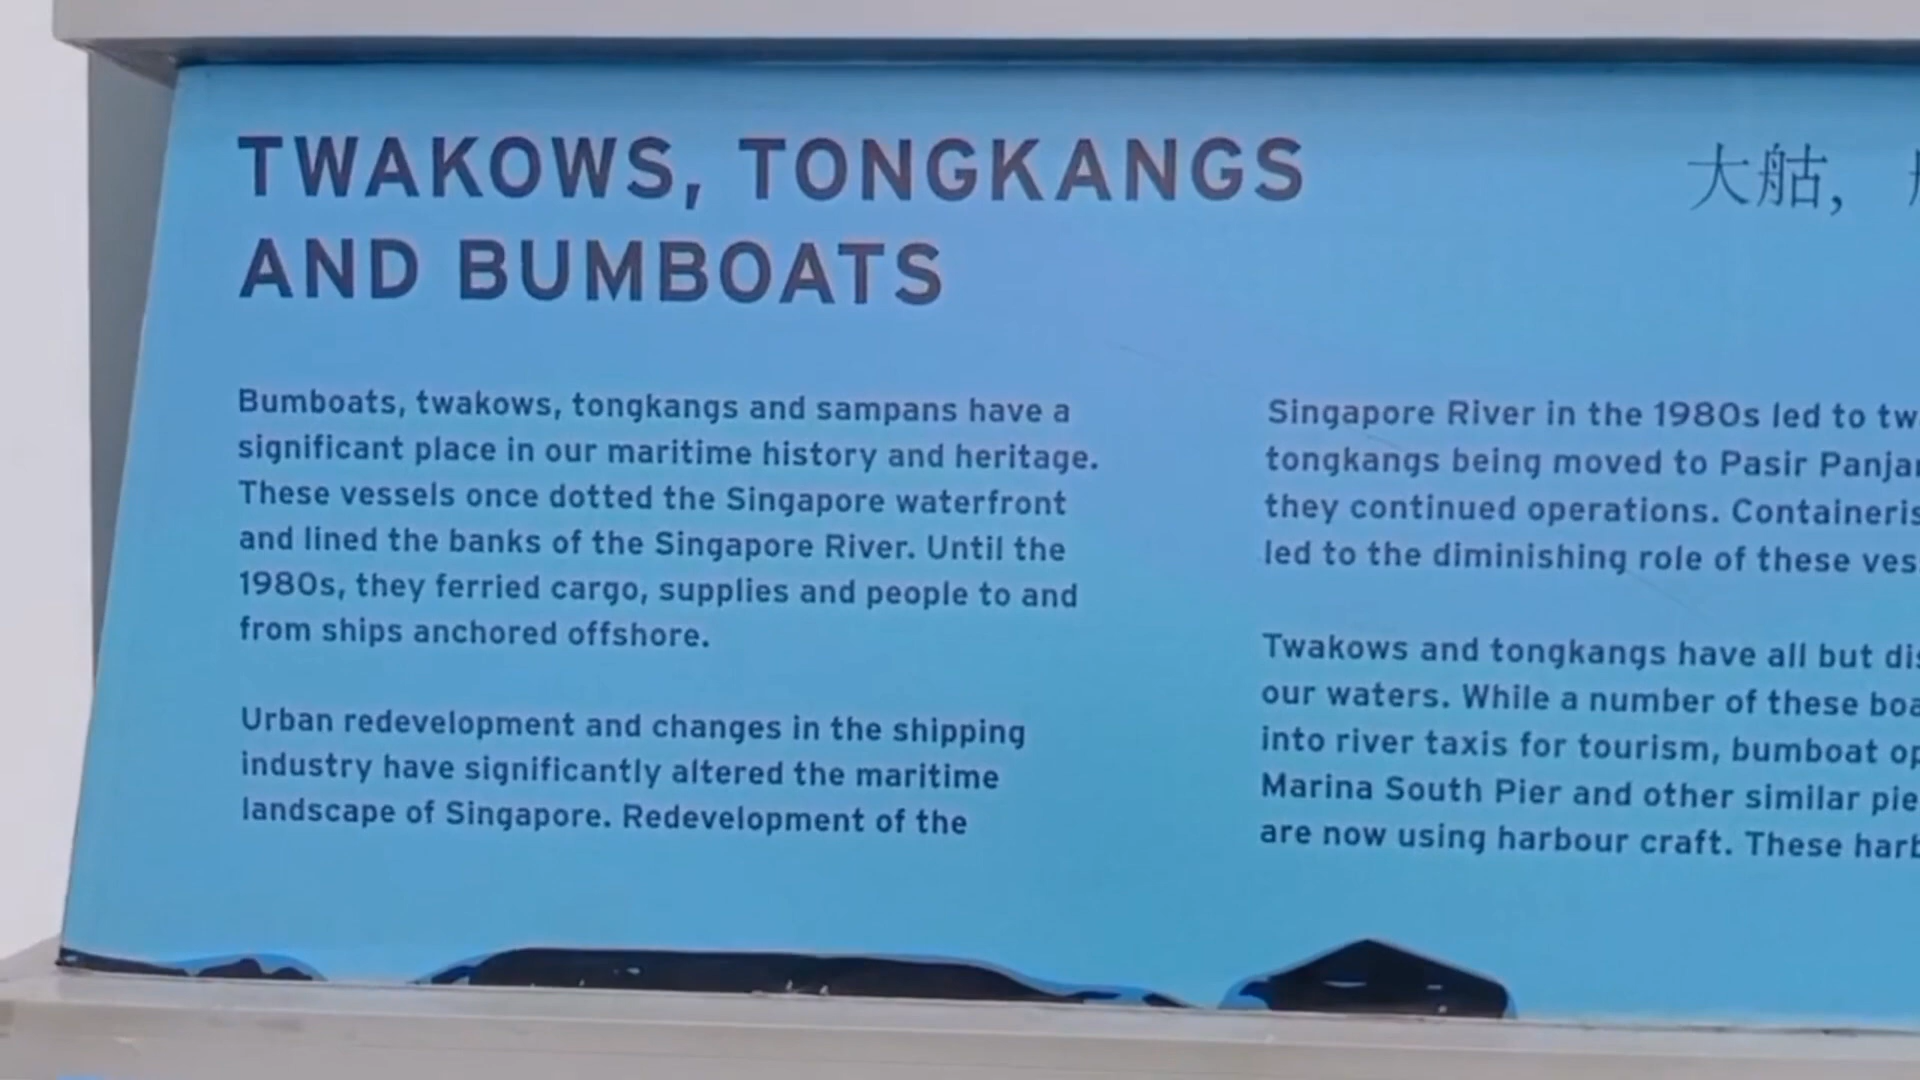 TWAKOWS, TONGKANGS
AND BUMBOATS
大舢,
Bumboats, twakows, tongkangs and sampans have a
significant place in our maritime history and heritage.
These vessels once dotted the Singapore waterfront
and lined the banks of the Singapore River. Until the
1980s, they ferried cargo, supplies and people to and
from ships anchored offshore.
Urban redevelopment and changes in the shipping
industry have significantly altered the maritime
landscape of Singapore. Redevelopment of the
Singapore River in the 1980s led to
tongkangs being moved to Pasir
they continued operations.
led to the diminishing role of these
Twakows and tongkangs have all but
our waters. While a number of these
into river taxis for tourism, bumboat
Marina South Pier and other similar
are now using harbour craft. These